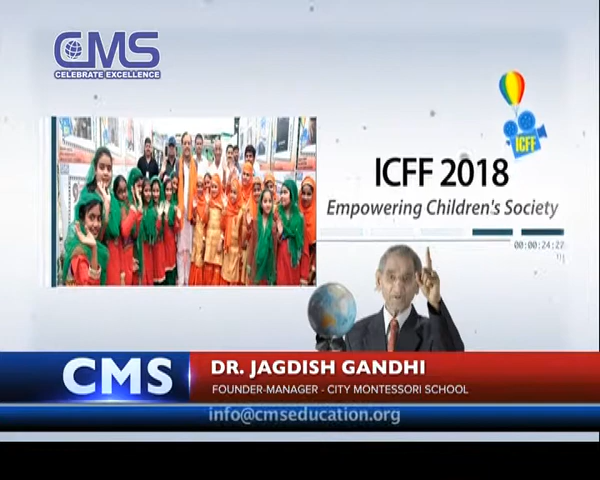 CMS
CELEBRATE EXCELLENCE
ICFF
ICFF 2018
Empowering Children's Society
00:00:24:27
CMS
DR. JAGDISH GANDHI
FOUNDER-MANAGER - CITY MONTESSORI SCHOOL
info@cmseducation.org